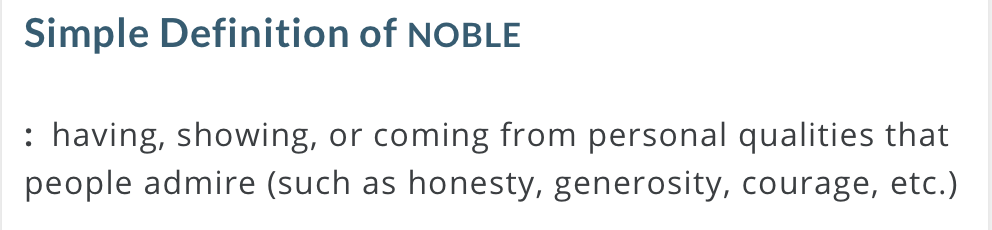 Simple Definition of NOBLE
: having, showing, or coming from personal qualities that
people admire (such as honesty, generosity, courage, etc.)